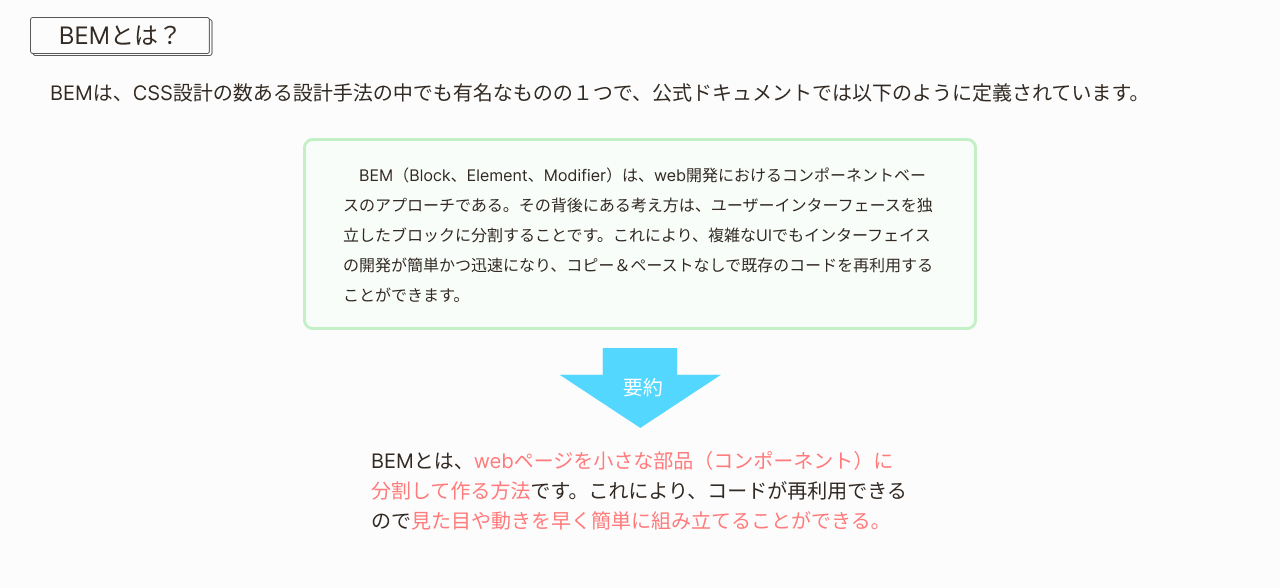 BEMとは？
BEMは、CSS設計の数ある設計手法の中でも有名なものの１つで、公式ドキュメントでは以下のように定義されています。
　BEM（Block、Element、Modifier）は、web開発におけるコンポーネントベー
スのアプローチである。その背後にある考え方は、ユーザーインターフェースを独
立したブロックに分割することです。これにより、複雑なUIでもインターフェイス
の開発が簡単かつ迅速になり、コピー＆ペーストなしで既存のコードを再利用する
ことができます。
要約
BEMとは、webページを小さな部品（コンポーネント）に
分割して作る方法です。これにより、コードが再利用できる
ので見た目や動きを早く簡単に組み立てることができる。